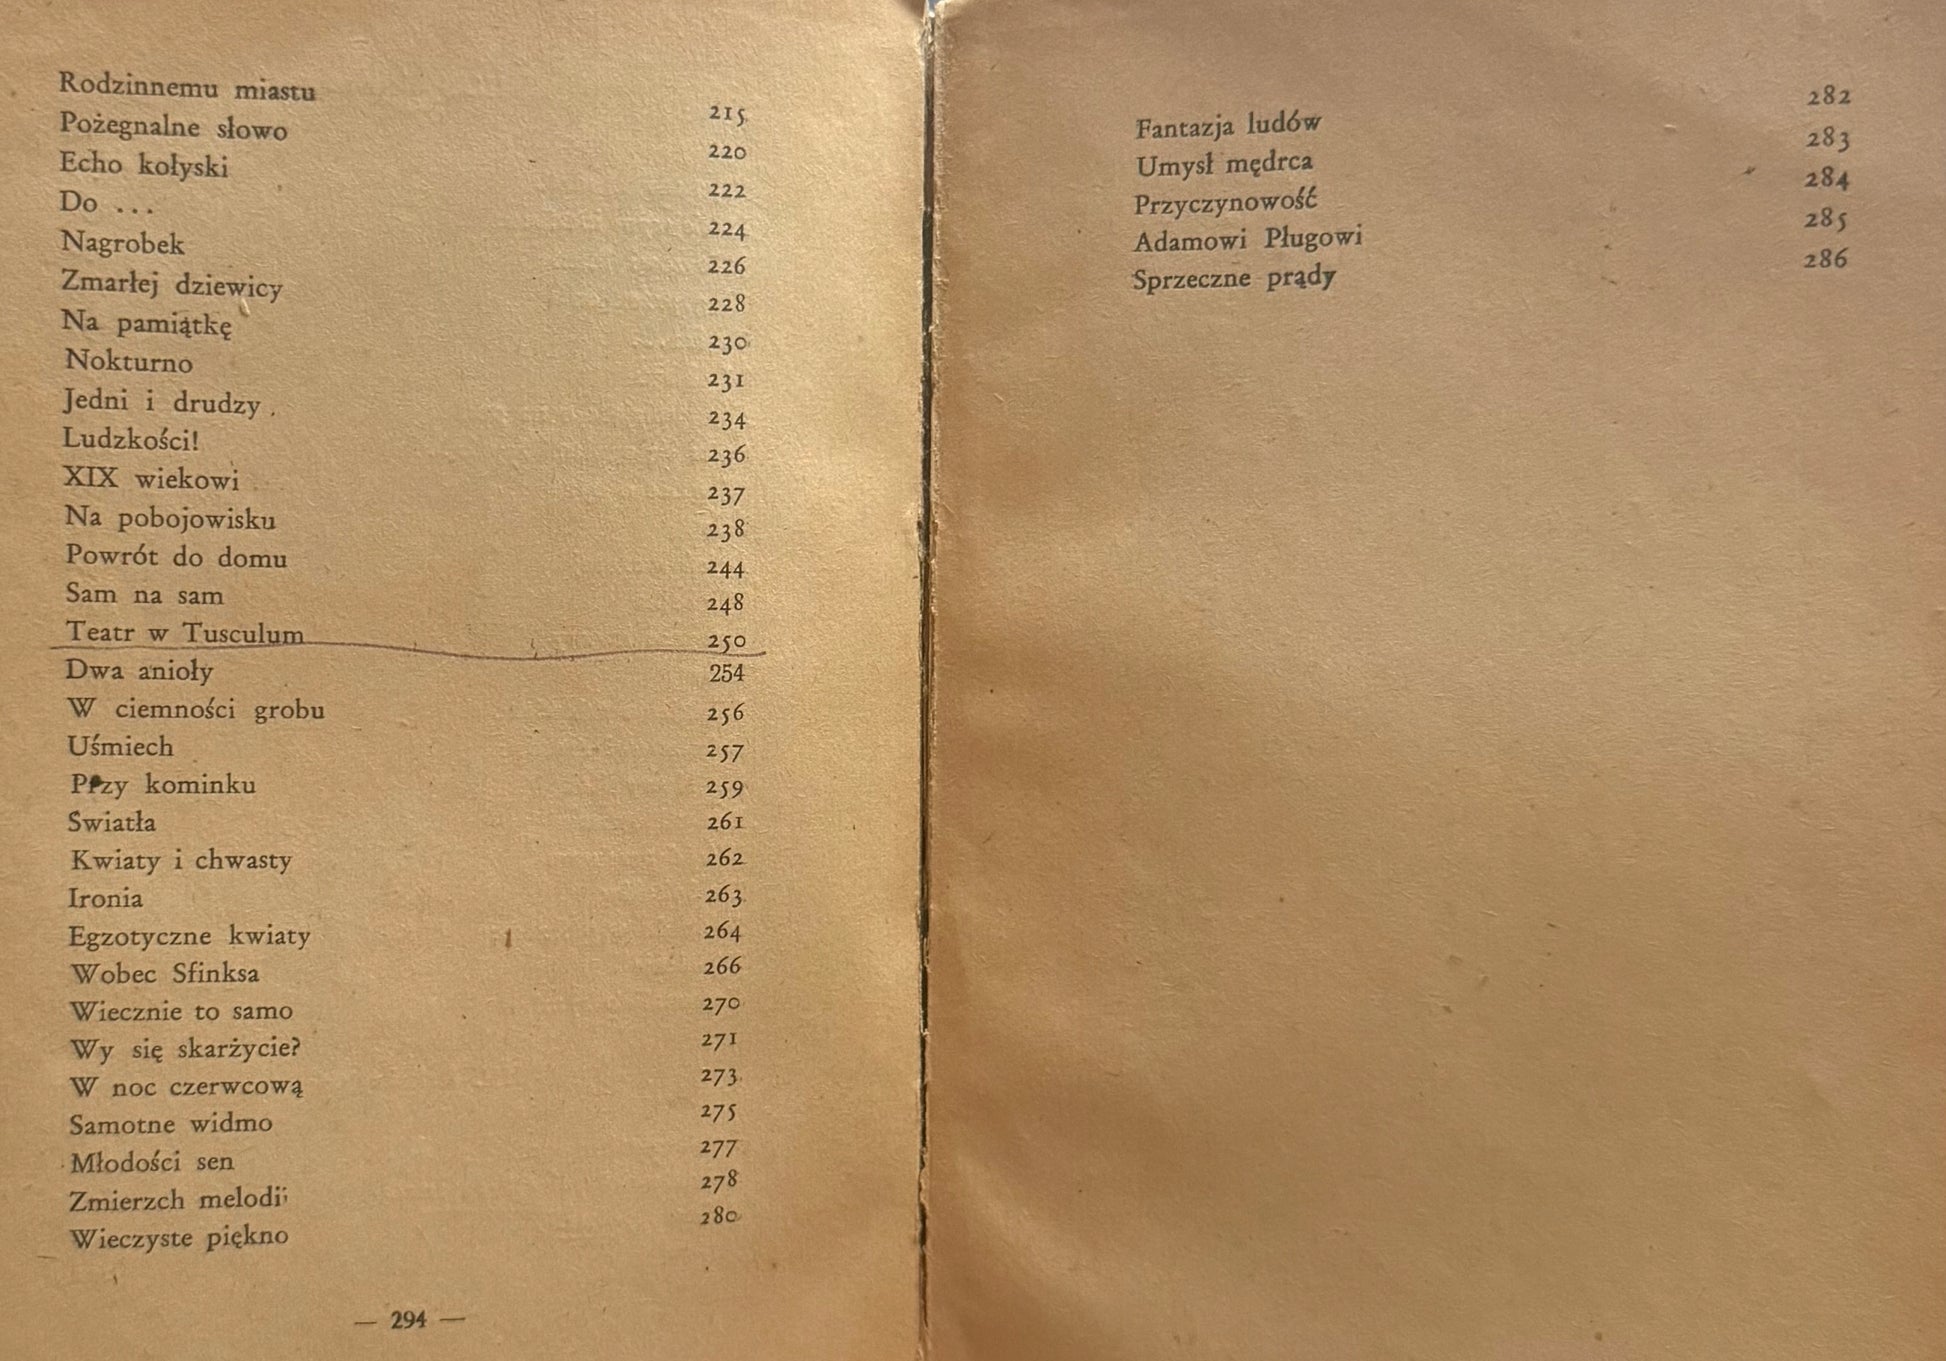 Rodzinnemu miastu 215
Pożegnalne słowo 220
Echo kołyski 222
Do ... 224
Nagrobek 226
Zmarłej dziewicy 228
Na pamiątkę 230
Nokturno 231
Jedni i drudzy . 234
Ludzkości! 236
XIX wiekowi 237
Na pobojowisku 238
Powrót do domu 244
Sam na sam 248
Teatr w Tusculum 250
Dwa anioły 254
W ciemności grobu 256
Uśmiech 257
Przy kominku 259
Swiatła 261
Kwiaty i chwasty 262
Ironia 263
Egzotyczne kwiaty 264
Wobec Sfinksa 266
Wiecznie to samo 270
Wy się skarżycie? 271
W noc czerwcową 273
Samotne widmo 275
Młodości sen 277
Zmierzch melodii 278
Wieczyste piękno 280
— 294 —
Fantazja ludów 282
Umysł mędrca 283
Przyczynowość 284
Adamowi Pługowi 285
Sprzeczne prądy 286